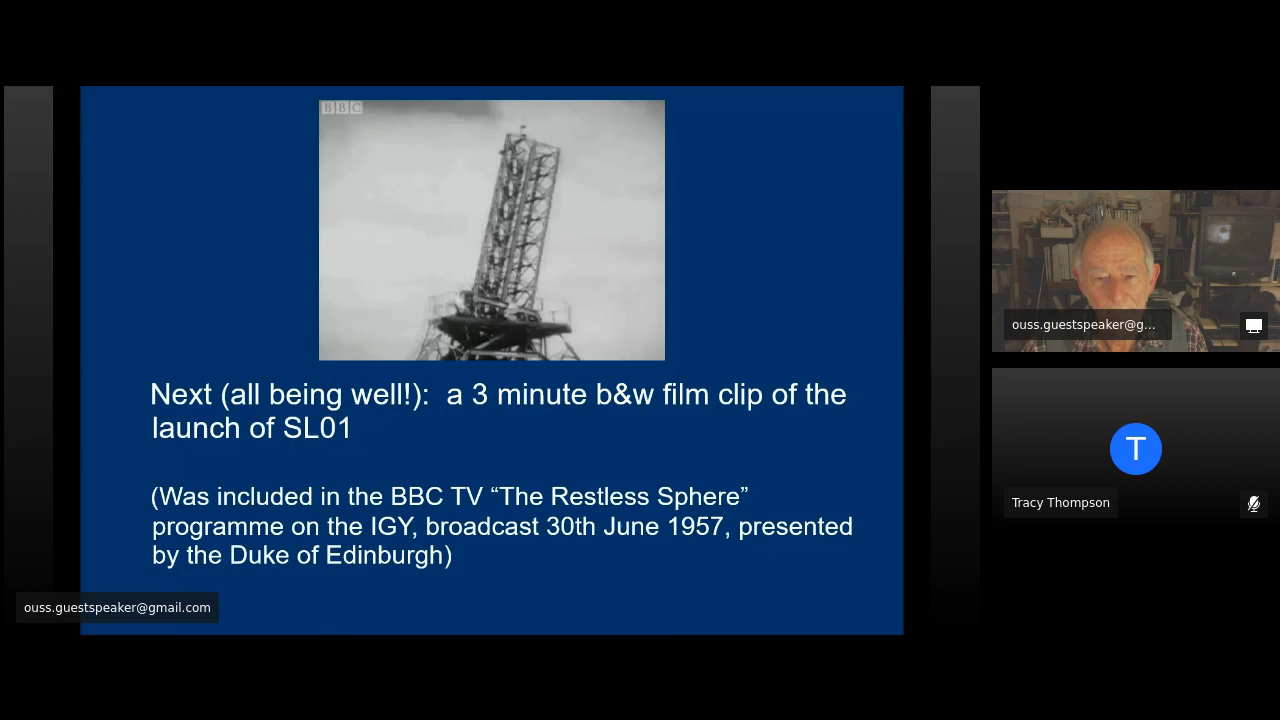 BBC
Next (all being well!): a 3 minute b&w film clip of the
launch of SL01
(Was included in the BBC TV “The Restless Sphere”
programme on the IGY, broadcast 30th June 1957, presented
by the Duke of Edinburgh)
ouss.guestspeaker@gmail.com
ouss.guestspeaker@g...
T
Tracy Thompson